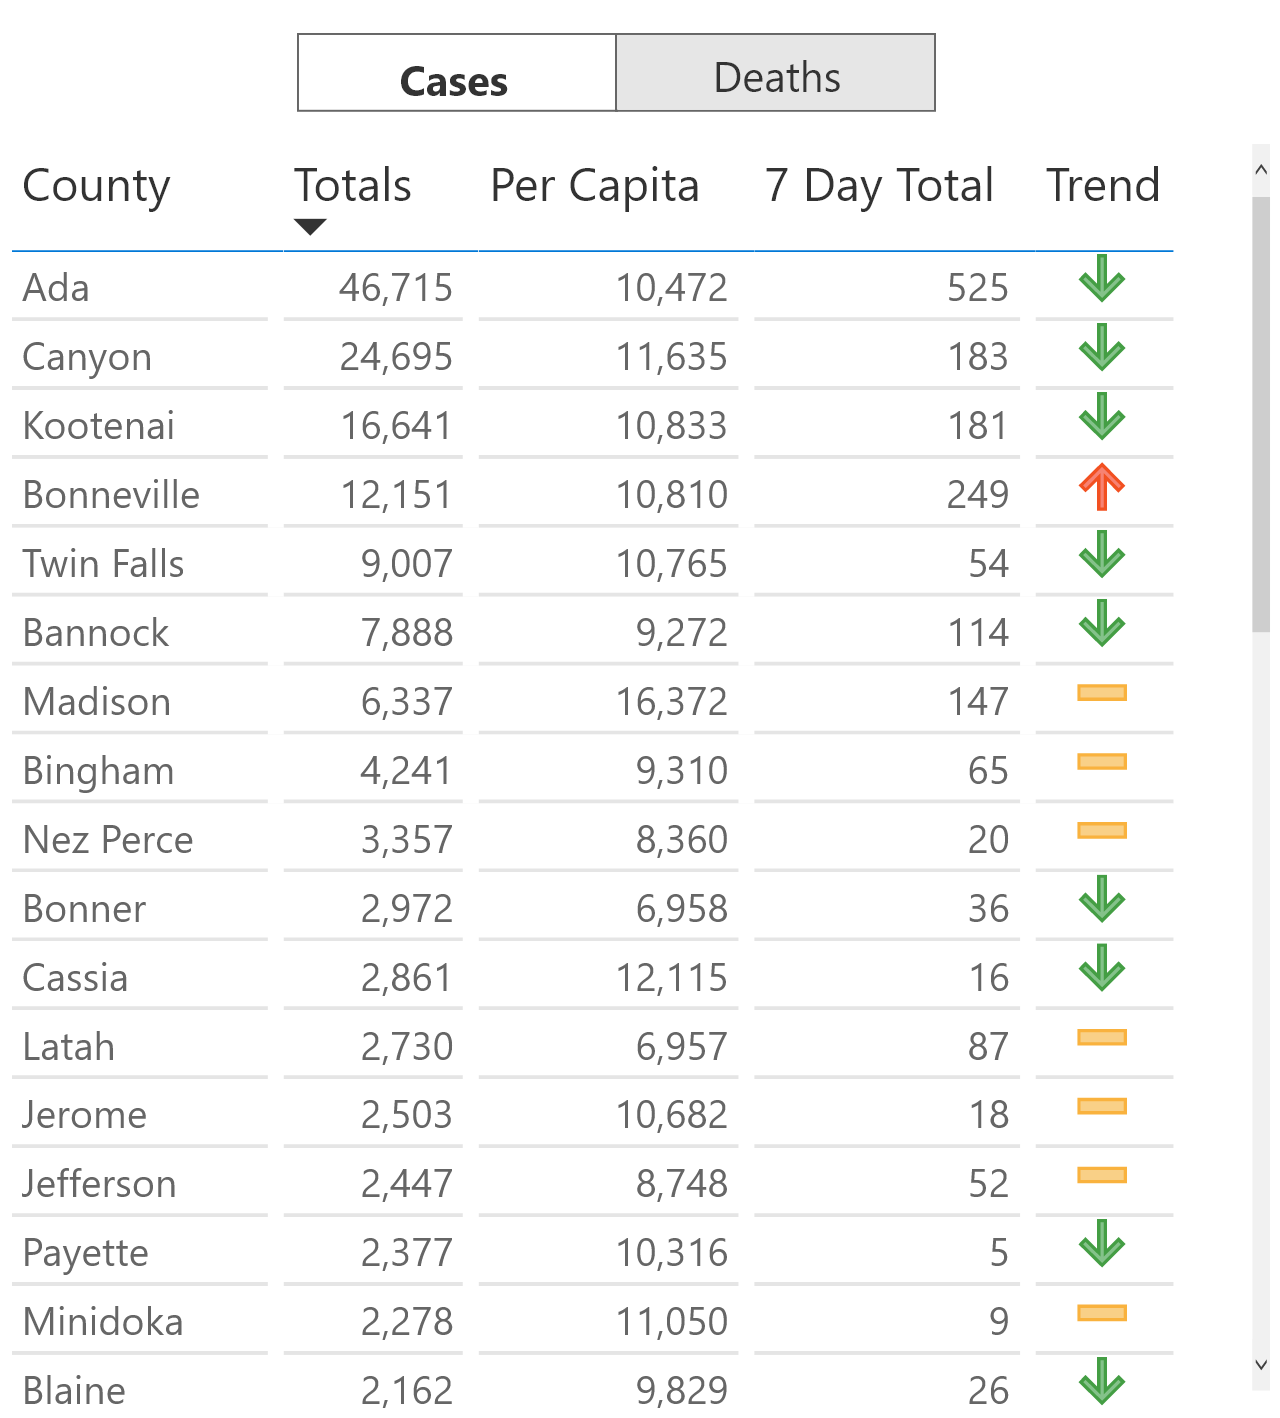 Cases Deaths
County Totals Per Capita 7 Day Total Trend
Ada 46,715 10,472 525
Canyon 24,695 11,635 183
Kootenai 16,641 10,833 181
Bonneville 12,151 10,810 249
Twin Falls 9,007 10,765 54
Bannock 7,888 9,272 114
Madison 6,337 16,372 147
Bingham 4,241 9,310 65
Nez Perce 3,357 8,360 20
Bonner 2,972 6,958 36
Cassia 2,861 12,115 16
Latah 2,730 6,957 87
Jerome 2,503 10,682 18
Jefferson 2,447 8,748 52
Payette 2,377 10,316 5
Minidoka 2,278 11,050 9
Blaine 2,162 9,829 26